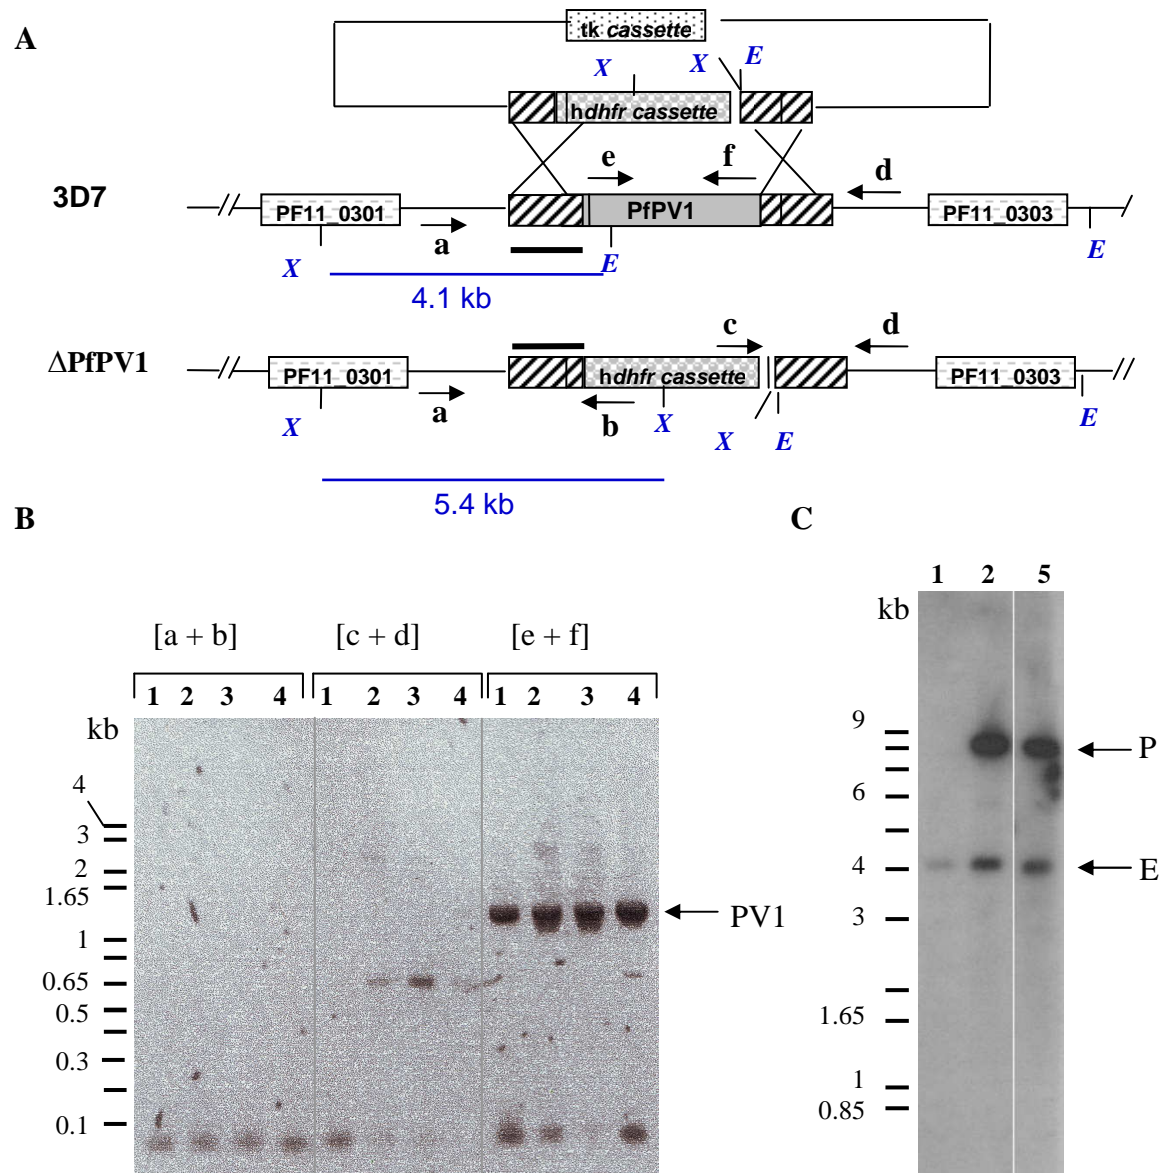 A
tk cassette
X X E
hdhfr cassette
e f d
3D7
PF11_0301 PfPV1 PF11_0303
a
X E E
4.1 kb
c d
ΔPfPV1
PF11_0301 hdhfr cassette PF11_0303
a b
X X X E E
5.4 kb
B
[a + b] [c + d] [e + f]
1 2 3 4 1 2 3 4 1 2 3 4
kb
4
3
2
1.65
1
0.65
0.5
0.3
0.1
PV1
C
1 2 5
kb
9
P
6
4
E
3
1.65
1
0.85